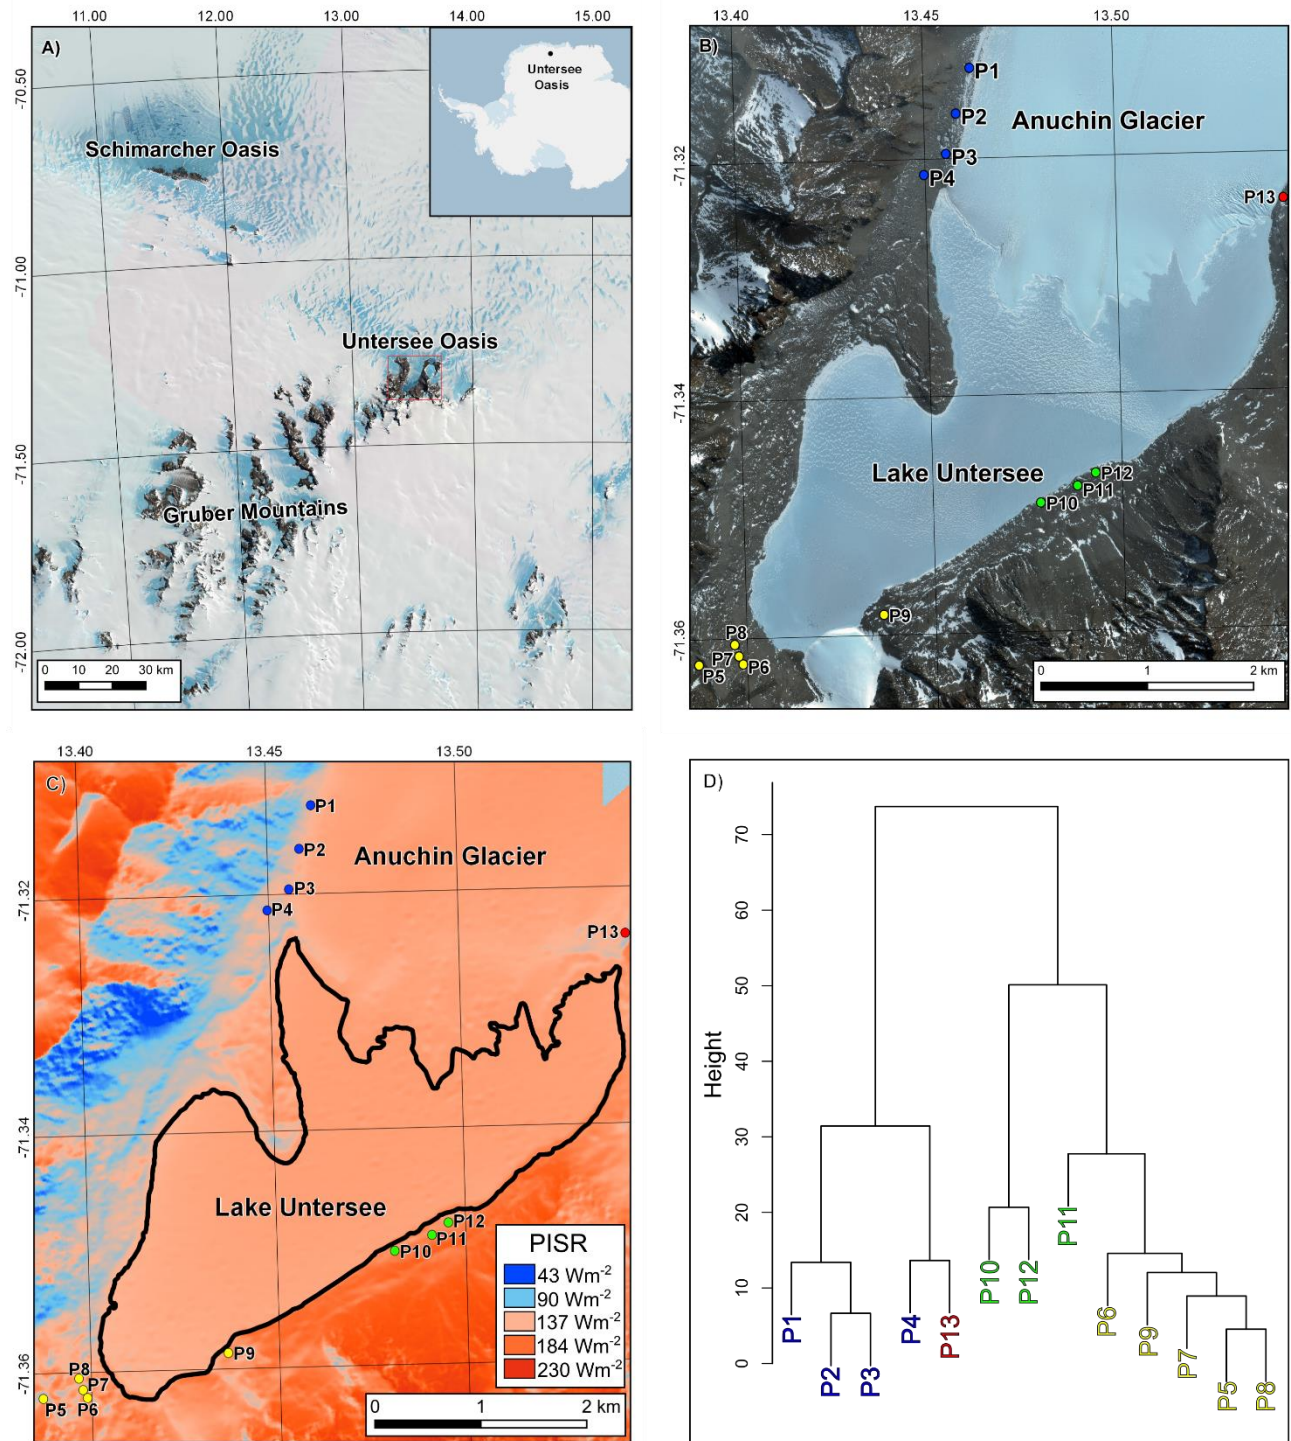 11.00 12.00 13.00 14.00 15.00
A)
Untersee
Oasis
-70.50
Schimarcher Oasis
-71.00
Untersee Oasis
-71.50
Gruber Mountains
-72.00
0 10 20 30 km
13.40 13.45 13.50
B)
P1
P2
Anuchin Glacier
-71.32
P3
P4
P13
-71.34
Lake Untersee
P12
P11
P10
-71.36
P9
P8
P7
P6
P5
0 1 2 km
13.40 13.45 13.50
C)
P1
P2
Anuchin Glacier
-71.32
P3
P4
P13
-71.34
Lake Untersee
P12
P11
P10
PISR
43 Wm-2
90 Wm-2
137 Wm-2
184 Wm-2
230 Wm-2
-71.36
P9
P8
P7
P5
P6
0 1 2 km
D)
Height
70
60
50
40
30
20
10
0
P1
P2
P3
P4
P13
P10
P12
P11
P6
P9
P7
P5
P8